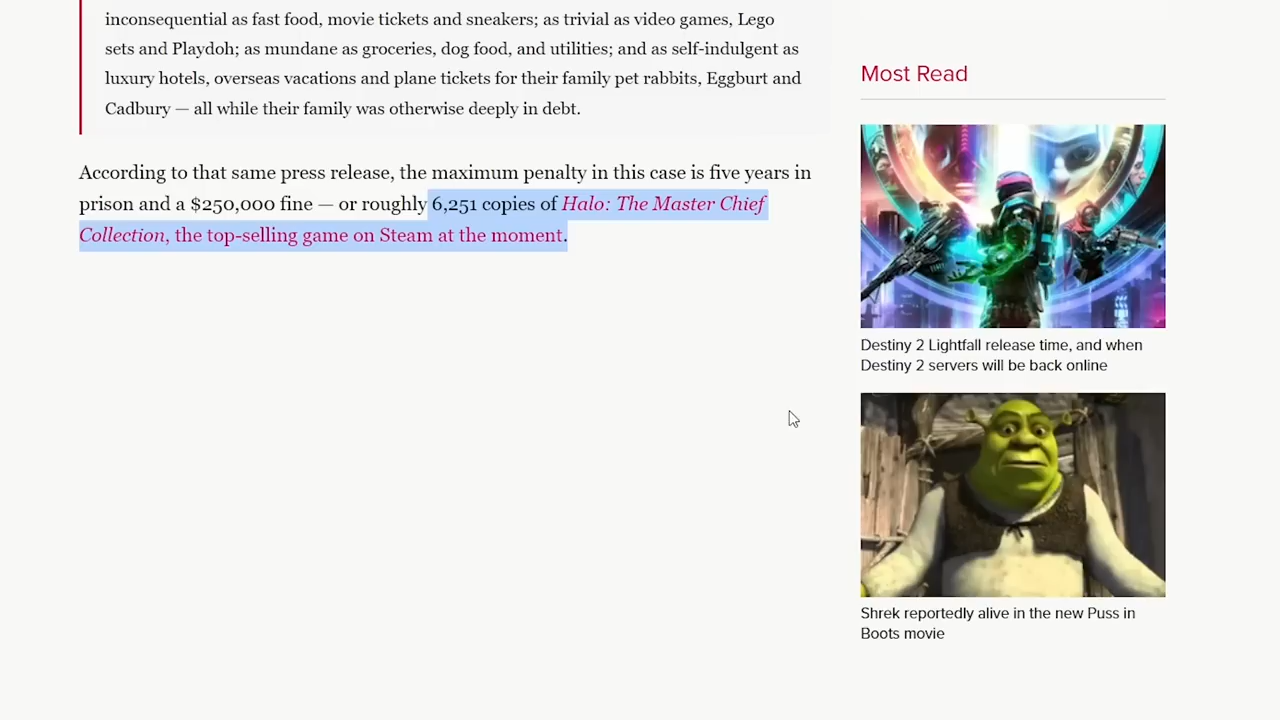 inconsequential as fast food, movie tickets and sneakers; as trivial as video games, Lego
sets and Playdoh; as mundane as groceries, dog food, and utilities; and as self-indulgent as
luxury hotels, overseas vacations and plane tickets for their family pet rabbits, Eggburt and
Cadbury — all while their family was otherwise deeply in debt.
According to that same press release, the maximum penalty in this case is five years in
prison and a $250,000 fine — or roughly 6,251 copies of Halo: The Master Chief
Collection, the top-selling game on Steam at the moment.
Most Read
Destiny 2 Lightfall release time, and when
Destiny 2 servers will be back online
Shrek reportedly alive in the new Puss in
Boots movie